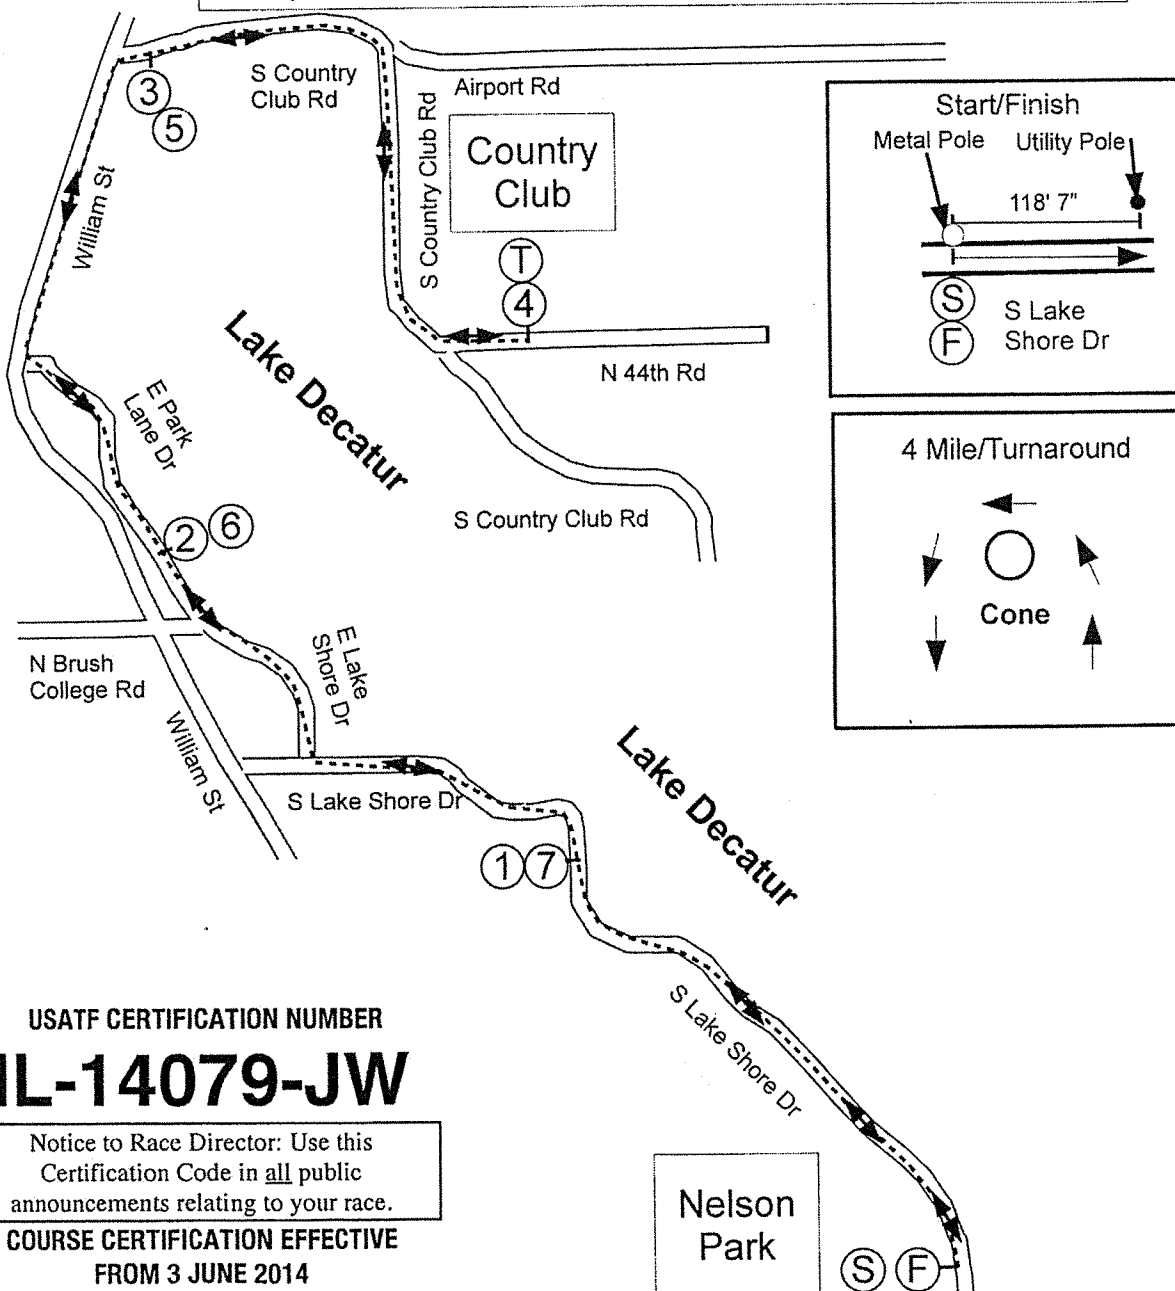 S Country
Club Rd
Airport Rd
S Country Club Rd
Country
Club
3
5
William St
T
4
N 44th Rd
Lake Decatur
E Park
Lane Dr
S Country Club Rd
2
6
N Brush
College Rd
E Lake
Shore Dr
William St
S Lake Shore Dr
1
7
Lake Decatur
S Lake Shore Dr
Nelson
Park
S
F
Start/Finish
Metal Pole
Utility Pole
118' 7"
S
F
S Lake
Shore Dr
4 Mile/Turnaround
Cone
USATF CERTIFICATION NUMBER
IL-14079-JW
Notice to Race Director: Use this
Certification Code in all public
announcements relating to your race.
COURSE CERTIFICATION EFFECTIVE
FROM 3 JUNE 2014